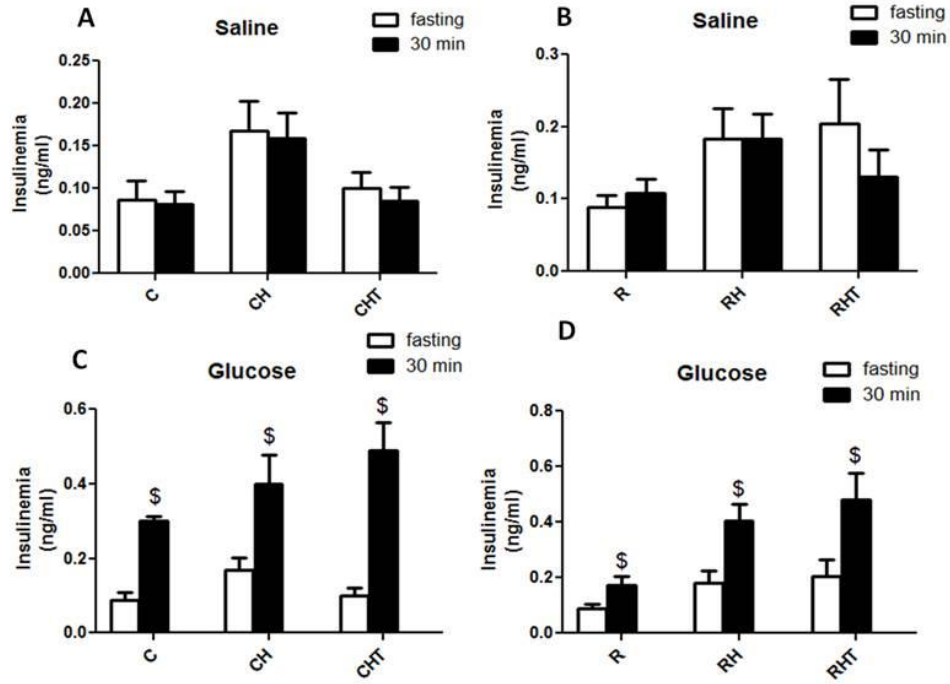 A
Saline
fasting
30 min
Insulinemia
(ng/ml)
0.25
0.20
0.15
0.10
0.05
0.00
C
CH
CHT
B
Saline
fasting
30 min
Insulinemia
(ng/ml)
0.3
0.2
0.1
0.0
R
RH
RHT
C
Glucose
fasting
30 min
Insulinemia
(ng/ml)
0.6
0.4
0.2
0.0
$
$
$
C
CH
CHT
D
Glucose
fasting
30 min
Insulinemia
(ng/ml)
0.8
0.6
0.4
0.2
0.0
$
$
$
R
RH
RHT